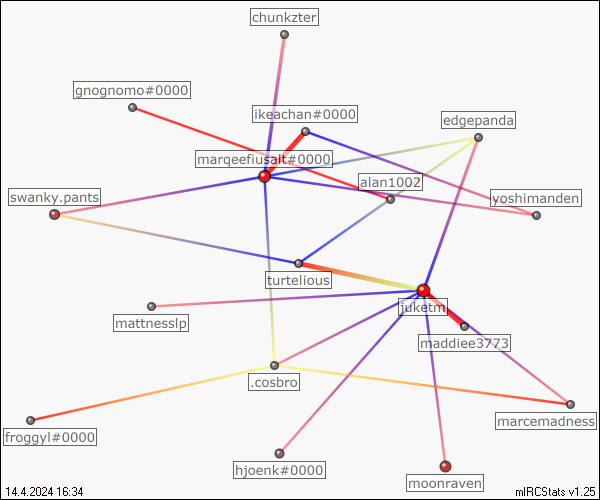 chunkzter
gnognomo#0000
ikeachan#0000
edgepanda
marqeefiusalt#0000
alan1002
swanky.pants
yoshimanden
turtelious
juketm
mattnesslp
maddiee3773
.cosbro
marcemadness
froggyl#0000
hjoenk#0000
moonraven
14.4.2024 16:34
mIRCStats v1.25